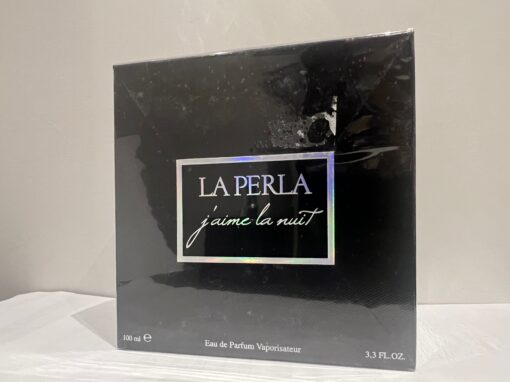 LA PERLA
j'aime la nuit
100 ml ℮
Eau de Parfum Vaporisateur
3,3 FL.OZ.